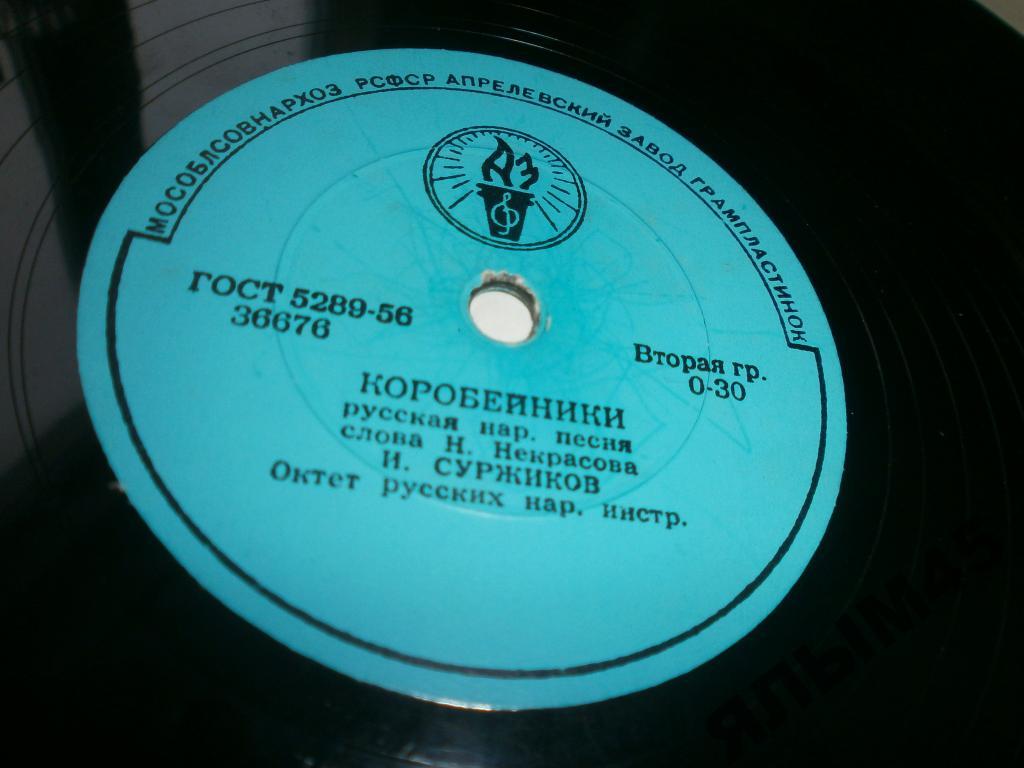 МОСОБЛСОВНАРХОЗ РСФСР АПРЕЛЕВСКИЙ ЗАВОД ГРАМПЛАСТИНОК
АЗ
ГОСТ 5289-56
36676
Вторая гр.
0-30
КОРОБЕЙНИКИ
русская нар. песня
слова Н. Некрасова
И. СУРЖИКОВ
Октет русских нар. инстр.
ЯЛЫМ45